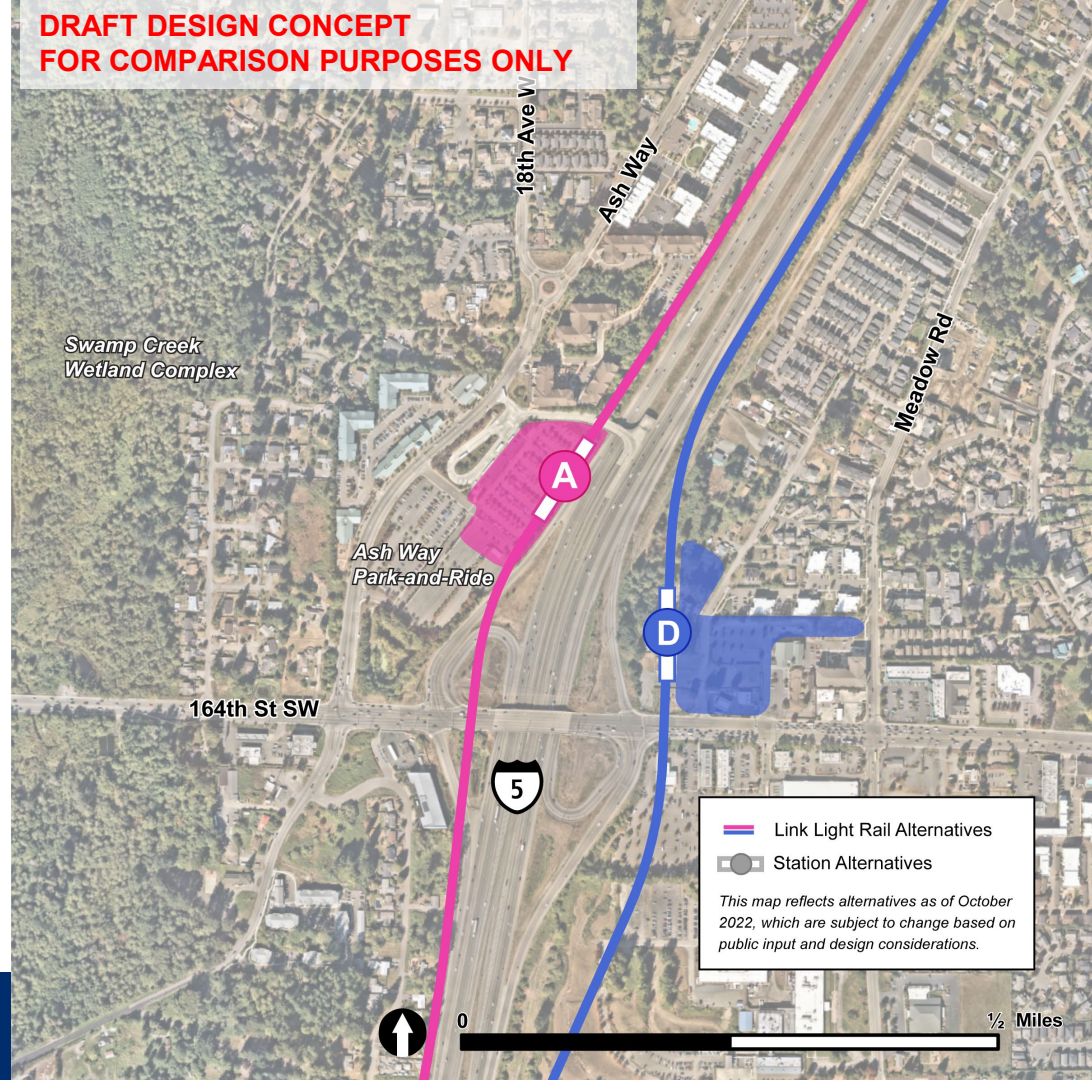 DRAFT DESIGN CONCEPT
FOR COMPARISON PURPOSES ONLY
18th Ave W
Ash Way
Swamp Creek
Wetland Complex
Meadow Rd
A
Ash Way
Park-and-Ride
D
164th St SW
5
Link Light Rail Alternatives
Station Alternatives
This map reflects alternatives as of October
2022, which are subject to change based on
public input and design considerations.
0
½ Miles